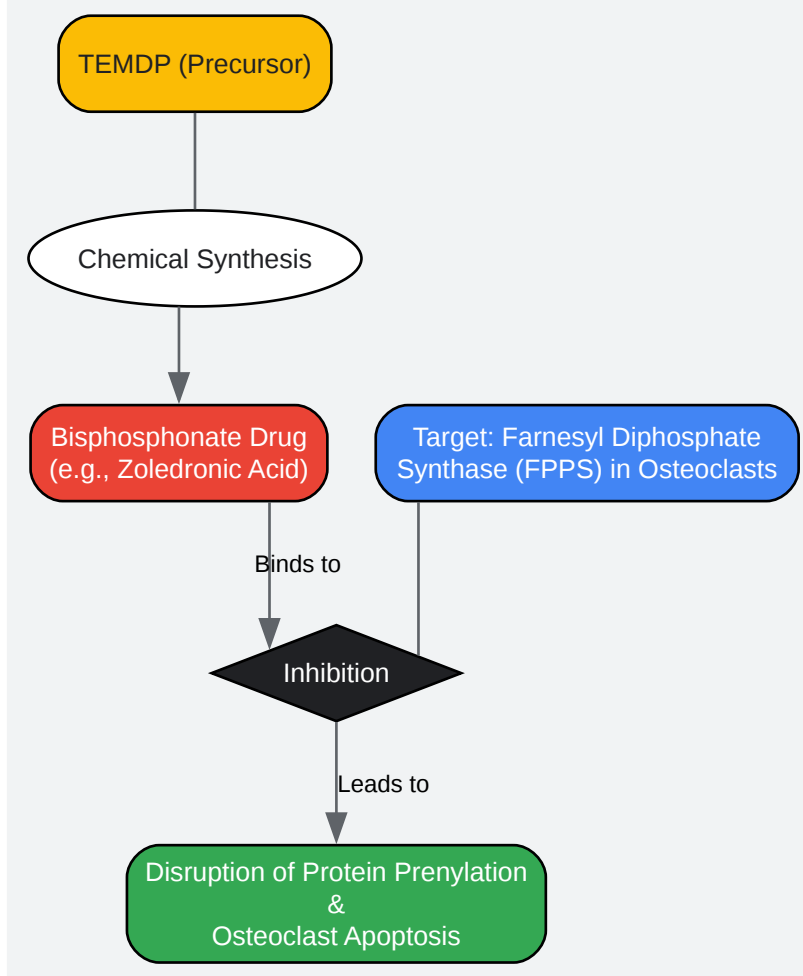 TEMDP (Precursor)
Chemical Synthesis
Bisphosphonate Drug
(e.g., Zoledronic Acid)
Target: Farnesyl Diphosphate
Synthase (FPPS) in Osteoclasts
Binds to
Inhibition
Leads to
Disruption of Protein Prenylation
&
Osteoclast Apoptosis